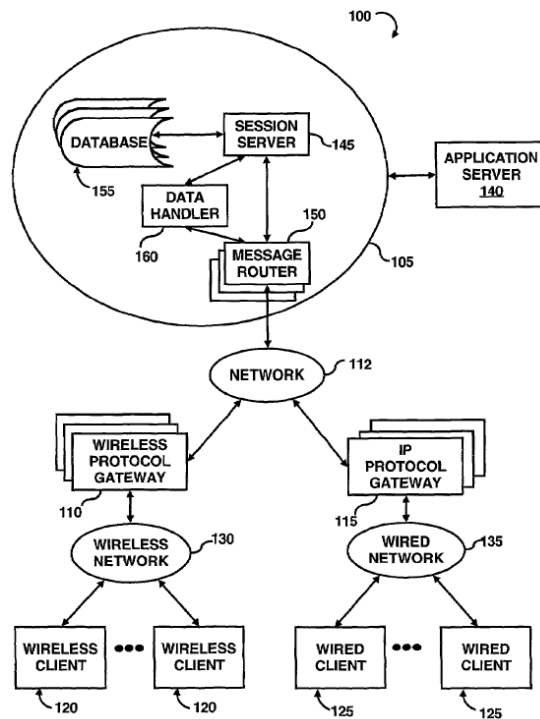 100
DATABASE
155
SESSION
SERVER
145
APPLICATION
SERVER
140
DATA
HANDLER
160
150
MESSAGE
ROUTER
105
NETWORK
112
WIRELESS
PROTOCOL
GATEWAY
110
IP
PROTOCOL
GATEWAY
115
WIRELESS
NETWORK
130
WIRED
NETWORK
135
WIRELESS
CLIENT
120
WIRELESS
CLIENT
120
WIRED
CLIENT
125
WIRED
CLIENT
125